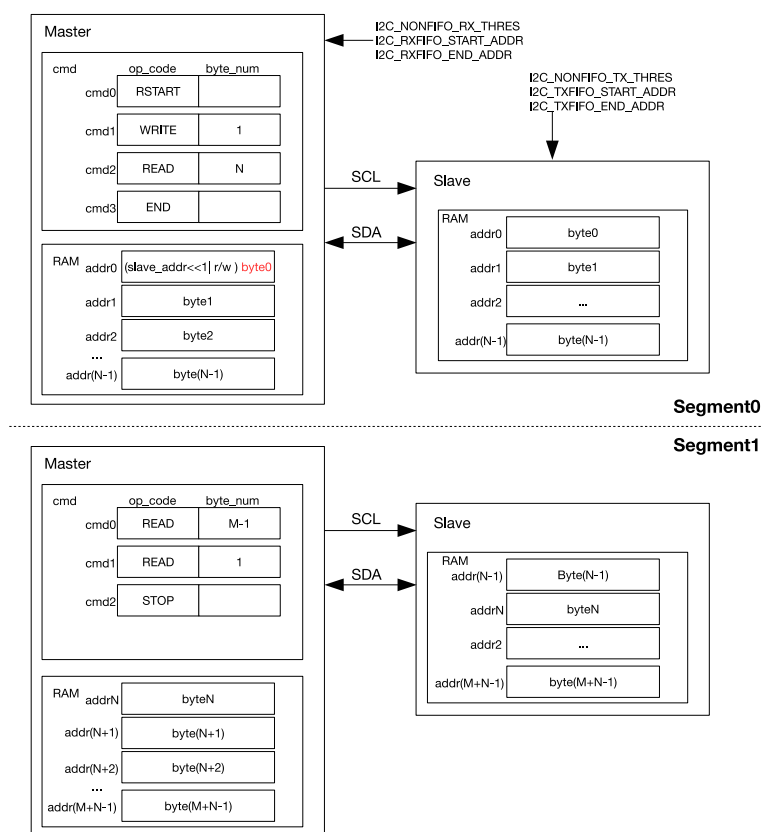 I2C_NONFIFO_RX_THRES
I2C_RXFIFO_START_ADDR
I2C_RXFIFO_END_ADDR
Master
cmd op_code byte_num
cmd0 RSTART
cmd1 WRITE 1
cmd2 READ N
cmd3 END
RAM
addr0 (slave_addr<<1| r/w ) byte0
addr1 byte1
addr2 byte2
...
addr(N-1) byte(N-1)
SCL
SDA
I2C_NONFIFO_TX_THRES
I2C_TXFIFO_START_ADDR
I2C_TXFIFO_END_ADDR
Slave
RAM
addr0 byte0
addr1 byte1
addr2 ...
addr(N-1) byte(N-1)
Segment0
Segment1
Master
cmd op_code byte_num
cmd0 READ M-1
cmd1 READ 1
cmd2 STOP
RAM
addrN byteN
addr(N+1) byte(N+1)
addr(N+2) byte(N+2)
...
addr(M+N-1) byte(M+N-1)
SCL
SDA
Slave
RAM
addr(N-1) Byte(N-1)
addrN byteN
addr2 ...
addr(M+N-1) byte(M+N-1)